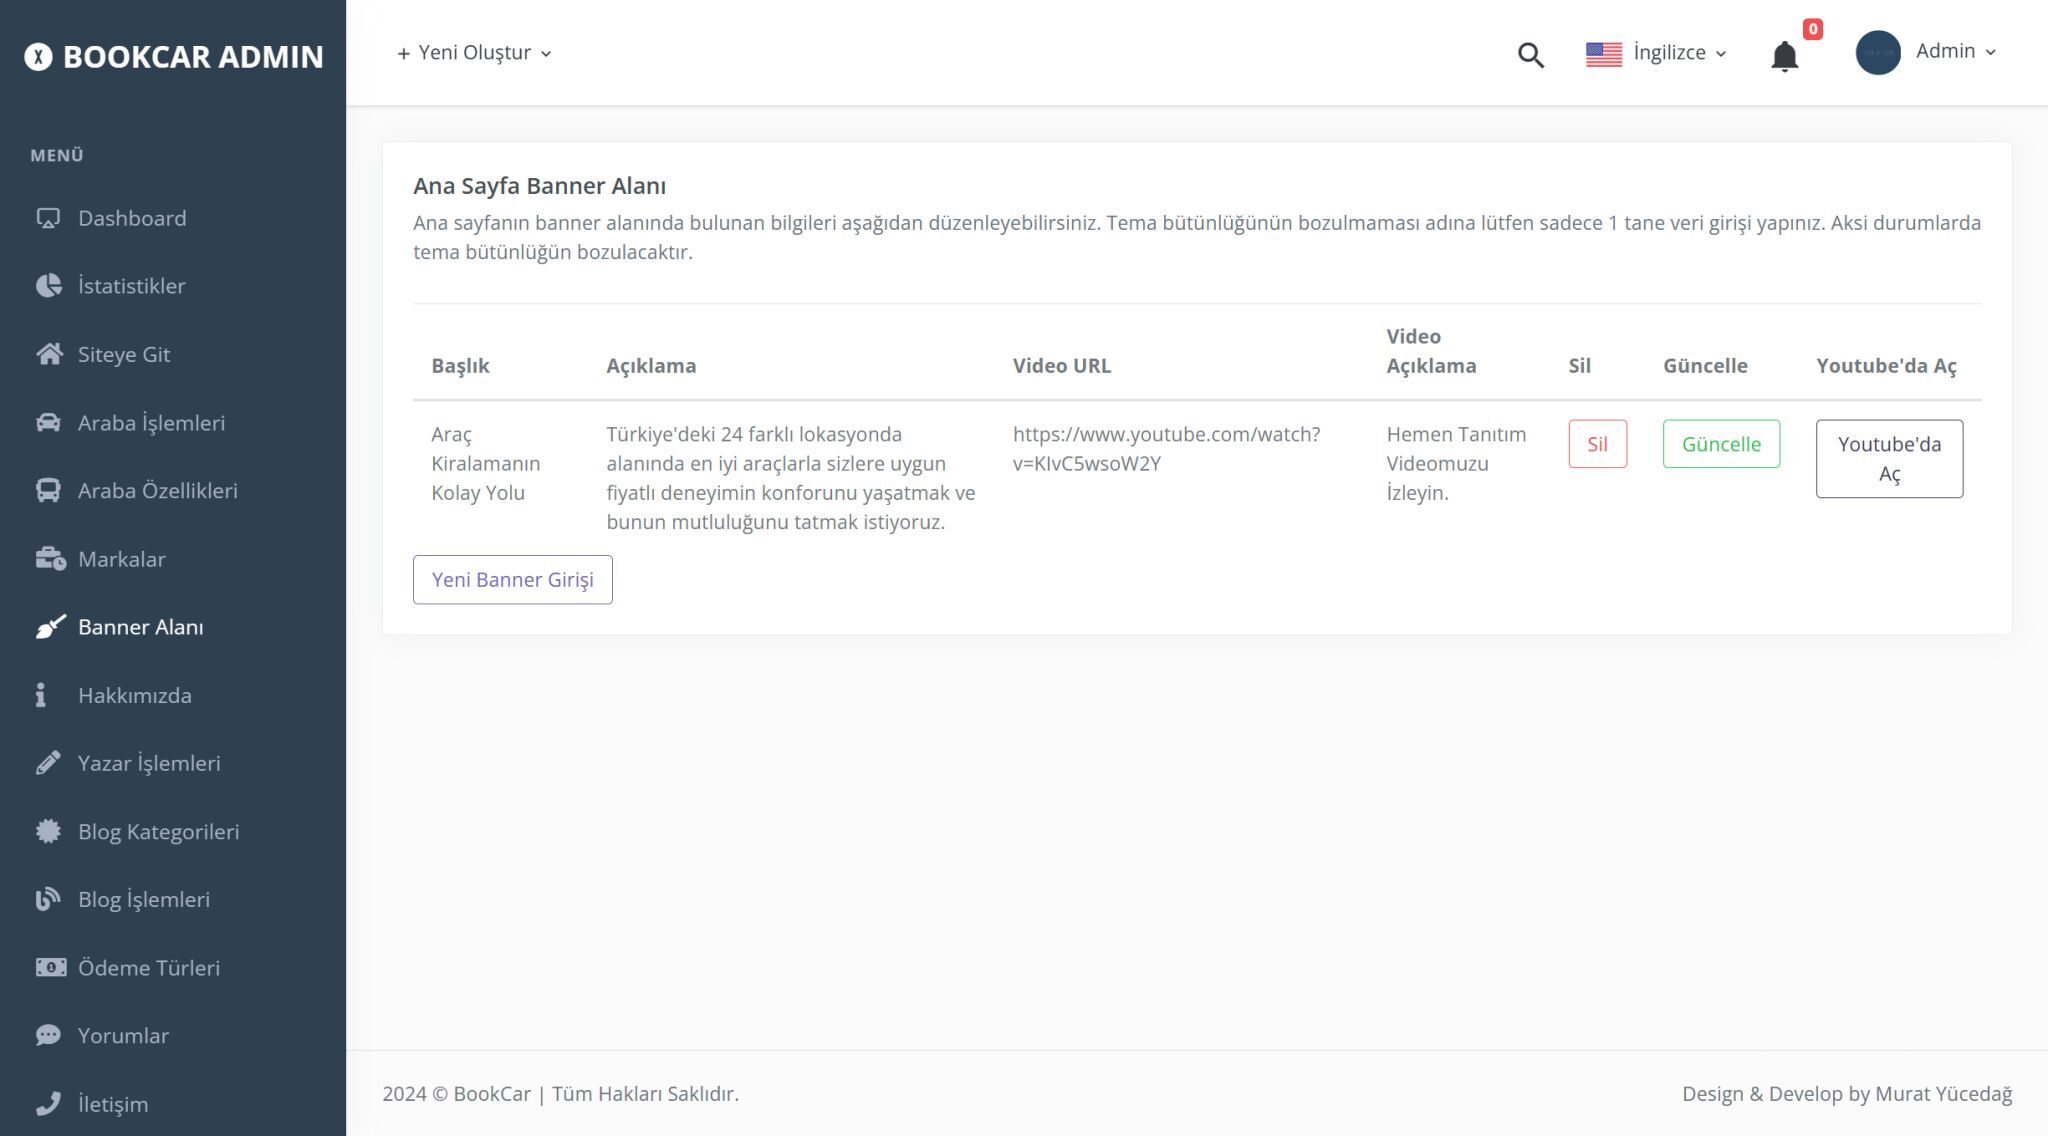 BOOKCAR ADMIN
+ Yeni Oluştur
İngilizce
0
Admin
MENÜ
Dashboard
İstatistikler
Siteye Git
Araba İşlemleri
Araba Özellikleri
Markalar
Banner Alanı
Hakkımızda
Yazar İşlemleri
Blog Kategorileri
Blog İşlemleri
Ödeme Türleri
Yorumlar
İletişim
Ana Sayfa Banner Alanı
Ana sayfanın banner alanında bulunan bilgileri aşağıdan düzenleyebilirsiniz. Tema bütünlüğünün bozulmaması adına lütfen sadece 1 tane veri girişi yapınız. Aksi durumlarda
tema bütünlüğün bozulacaktır.
Başlık
Açıklama
Video URL
Video
Açıklama
Sil
Güncelle
Youtube'da Aç
Araç
Kiralamanın
Kolay Yolu
Türkiye'deki 24 farklı lokasyonda
alanında en iyi araçlarla sizlere uygun
fiyatlı deneyimin konforunu yaşatmak ve
bunun mutluluğunu tatmak istiyoruz.
https://www.youtube.com/watch?
v=KIvC5wsoW2Y
Hemen Tanıtım
Videomuzu
İzleyin.
Sil
Güncelle
Youtube'da
Aç
Yeni Banner Girişi
2024 © BookCar | Tüm Hakları Saklıdır.
Design & Develop by Murat Yücedağ